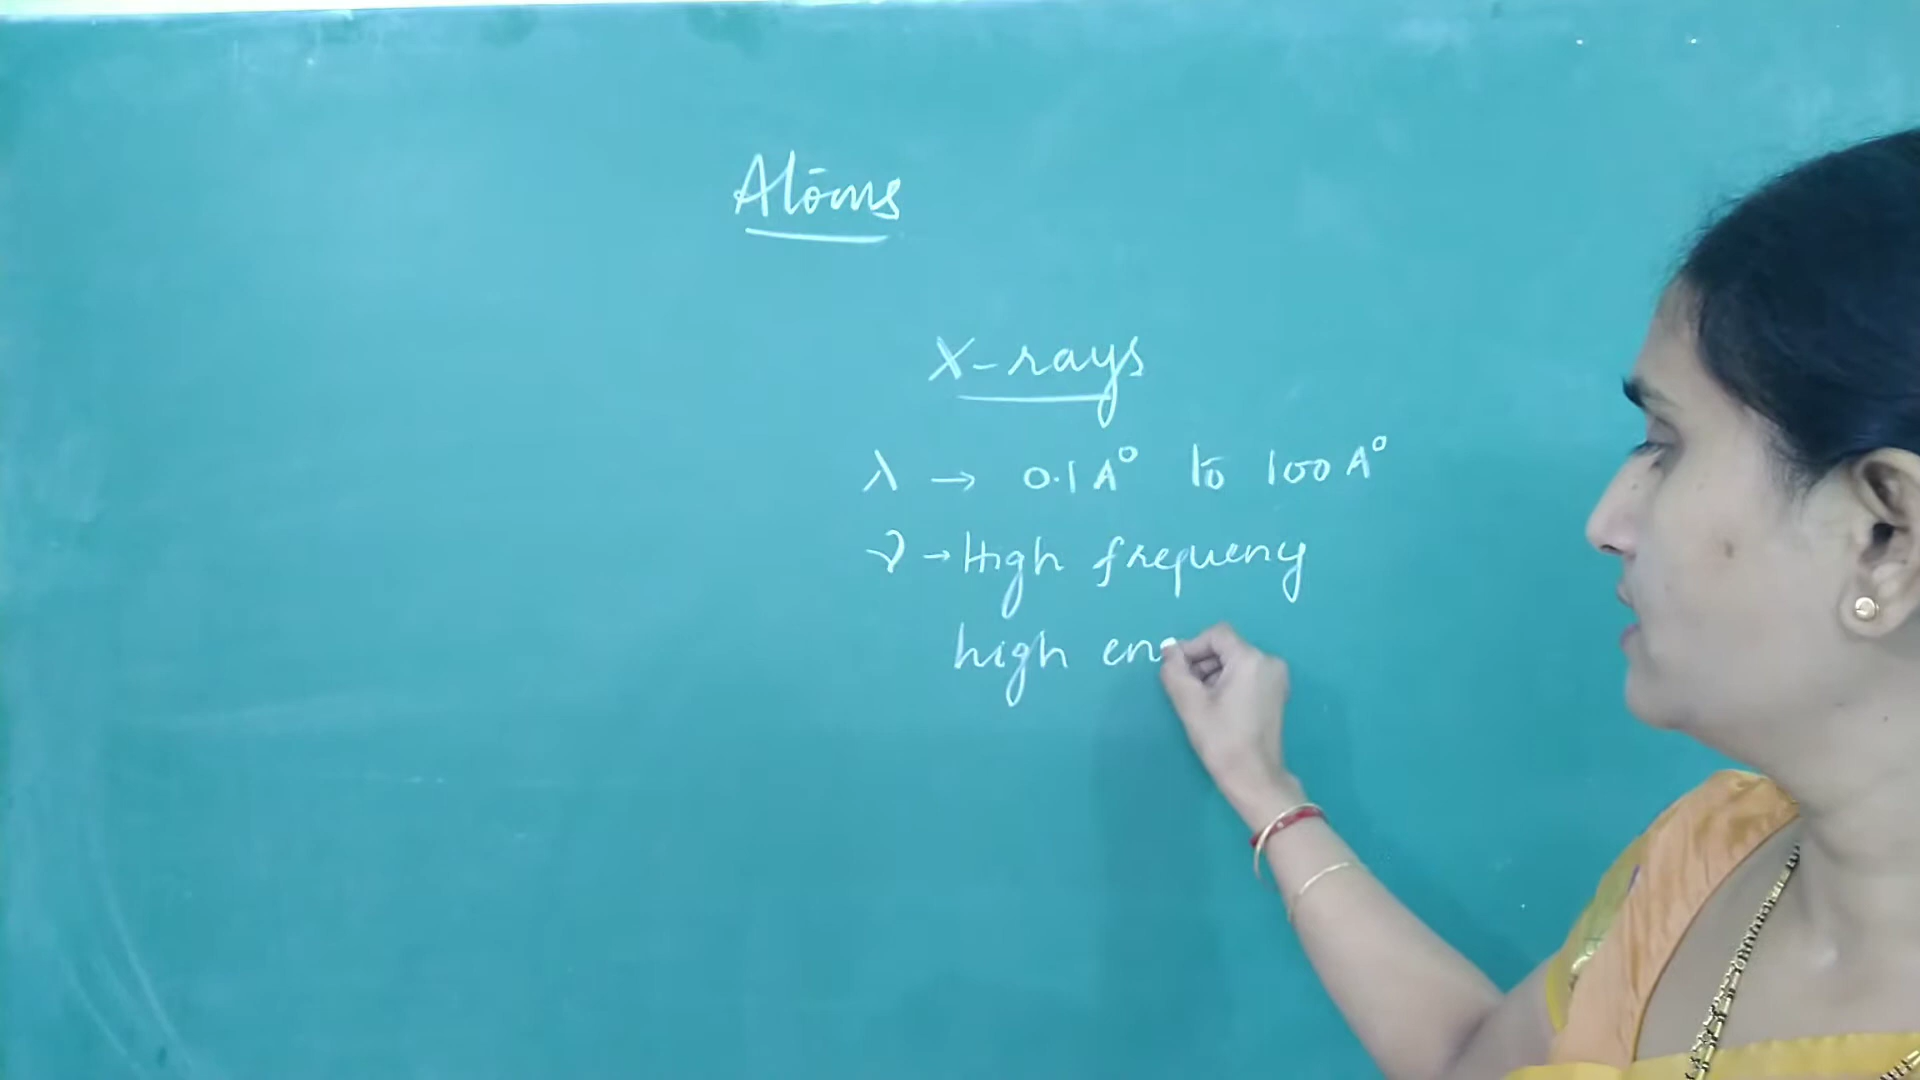 Atoms
X-rays
λ → 0.1 A° to 100 A°
ν → High frequeny
high en